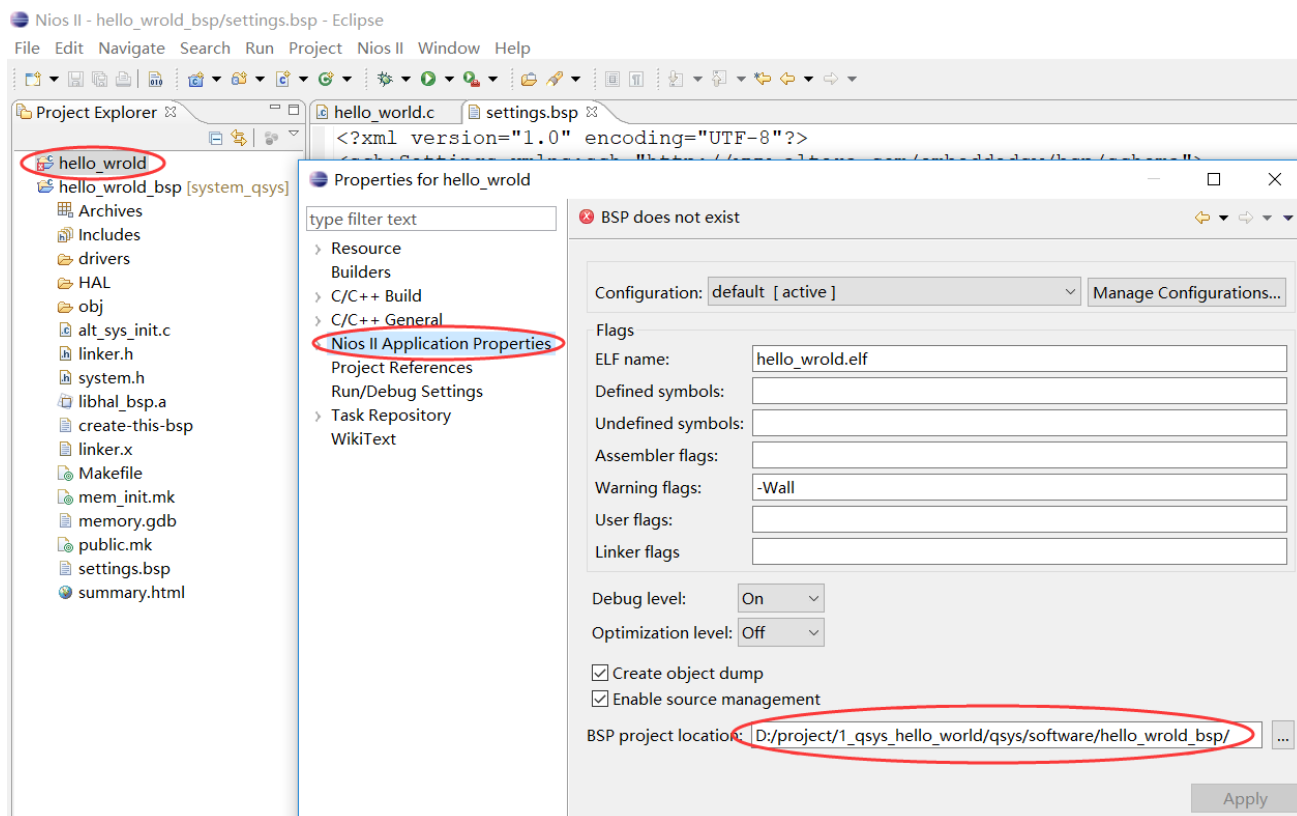 Nios II - hello_wrold_bsp/settings.bsp - Eclipse
File Edit Navigate Search Run Project Nios II Window Help
Project Explorer
hello_world.c
settings.bsp
<?xml version="1.0" encoding="UTF-8"?>
hello_wrold
hello_wrold_bsp [system_qsys]
Archives
Includes
drivers
HAL
obj
alt_sys_init.c
linker.h
system.h
libhal_bsp.a
create-this-bsp
linker.x
Makefile
mem_init.mk
memory.gdb
public.mk
settings.bsp
summary.html
Properties for hello_wrold
type filter text
Resource
Builders
C/C++ Build
C/C++ General
Nios II Application Properties
Project References
Run/Debug Settings
Task Repository
WikiText
BSP does not exist
Configuration: default [ active ] Manage Configurations...
Flags
ELF name: hello_wrold.elf
Defined symbols:
Undefined symbols:
Assembler flags:
Warning flags: -Wall
User flags:
Linker flags
Debug level: On
Optimization level: Off
Create object dump
Enable source management
BSP project location: D:/project/1_qsys_hello_world/qsys/software/hello_wrold_bsp/ ...
Apply